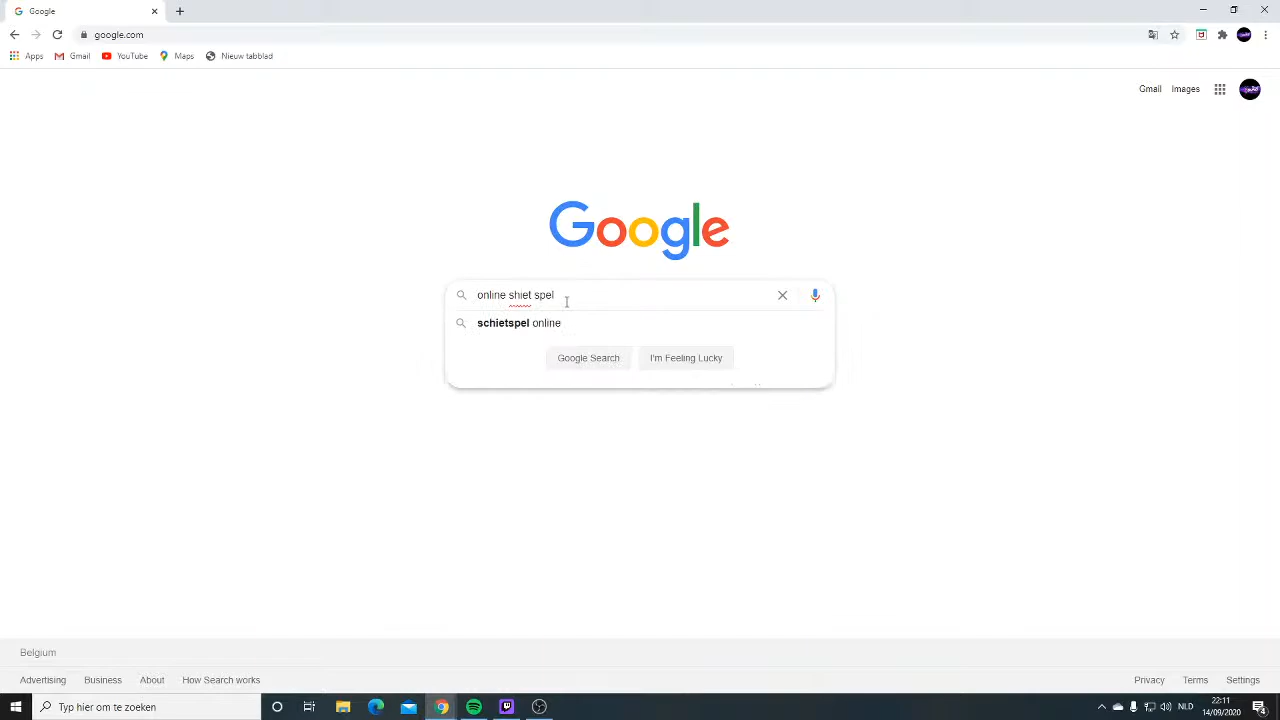 Google
google.com
Apps Gmail YouTube Maps Nieuw tabblad
Gmail Images
Google
online shiet spel
schietspel online
Google Search I'm Feeling Lucky
Belgium
Advertising Business About How Search works
Privacy Terms Settings
Typ hier om te zoeken
NLD
22:11
14/09/2020